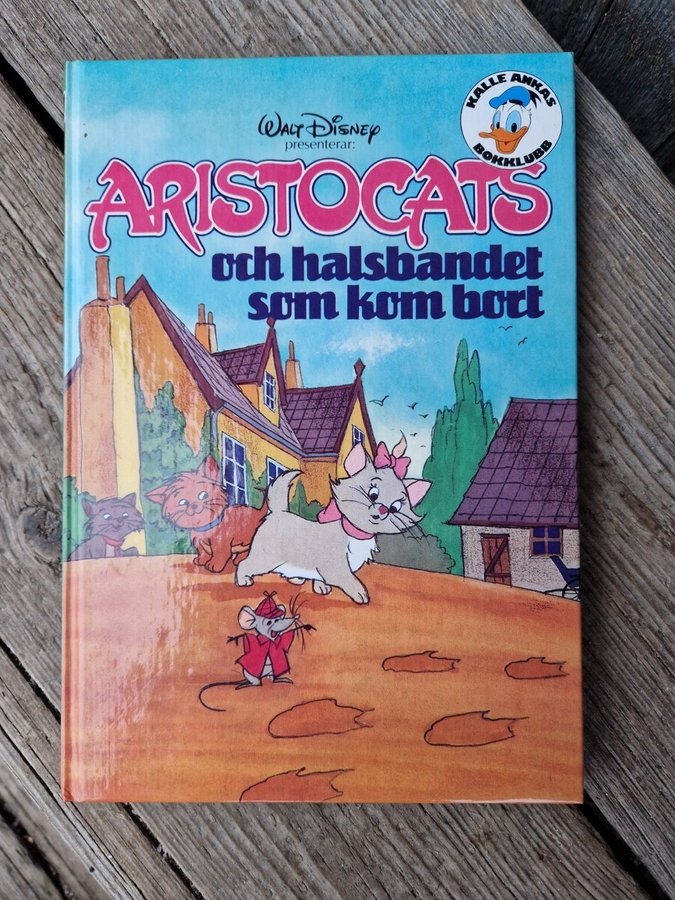 KALLE ANKAS
BOKKLUBB
WALT DISNEY
presenterar:
ARISTOCATS
och halsbandet
som kom bort